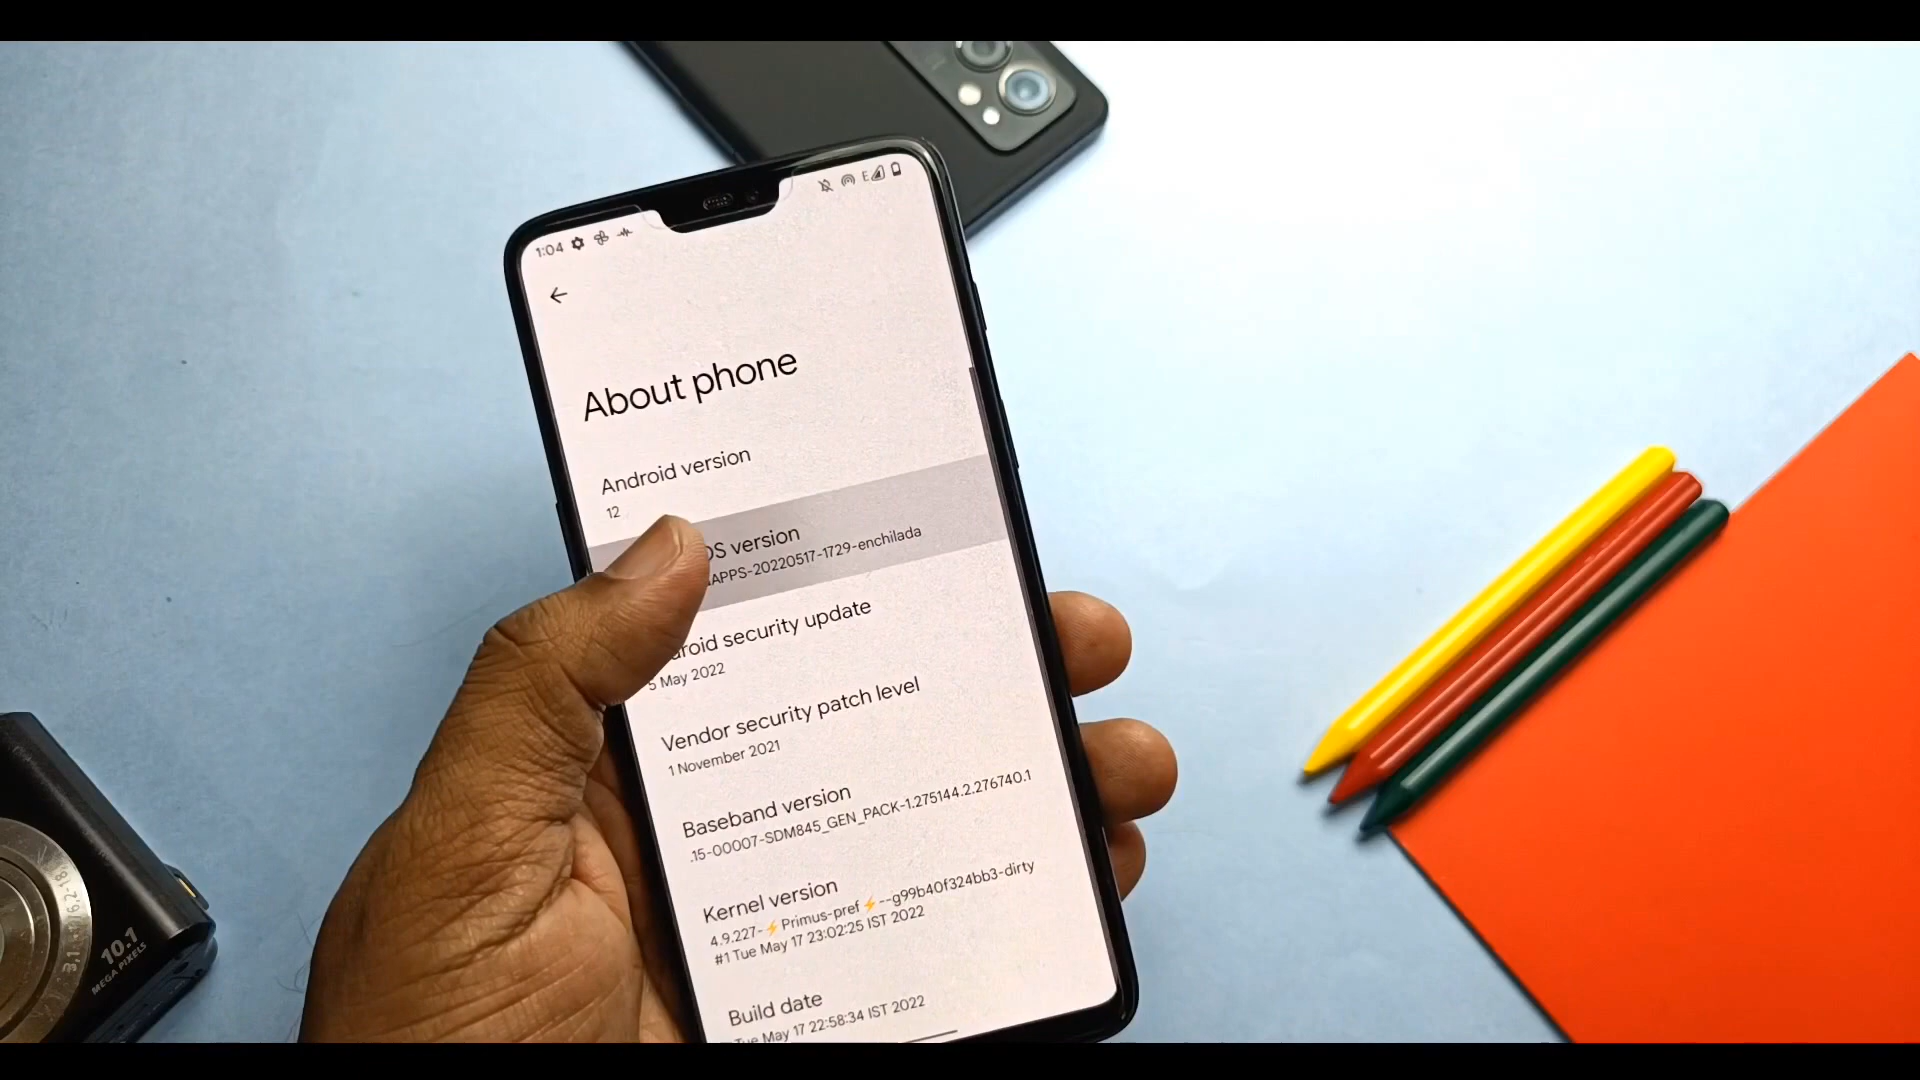 1:04
E
About phone
Android version
12
OS version
APPS-20220517-1729-enchilada
roid security update
5 May 2022
Vendor security patch level
1 November 2021
Baseband version
.15-00007-SDM845_GEN_PACK-1.275144.2.276740.1
Kernel version
4.9.227-⚡Primus-pref⚡--g99b40f324bb3-dirty
#1 Tue May 17 23:02:25 IST 2022
Build date
Tue May 17 22:58:34 IST 2022
10.1
MEGA PIXELS